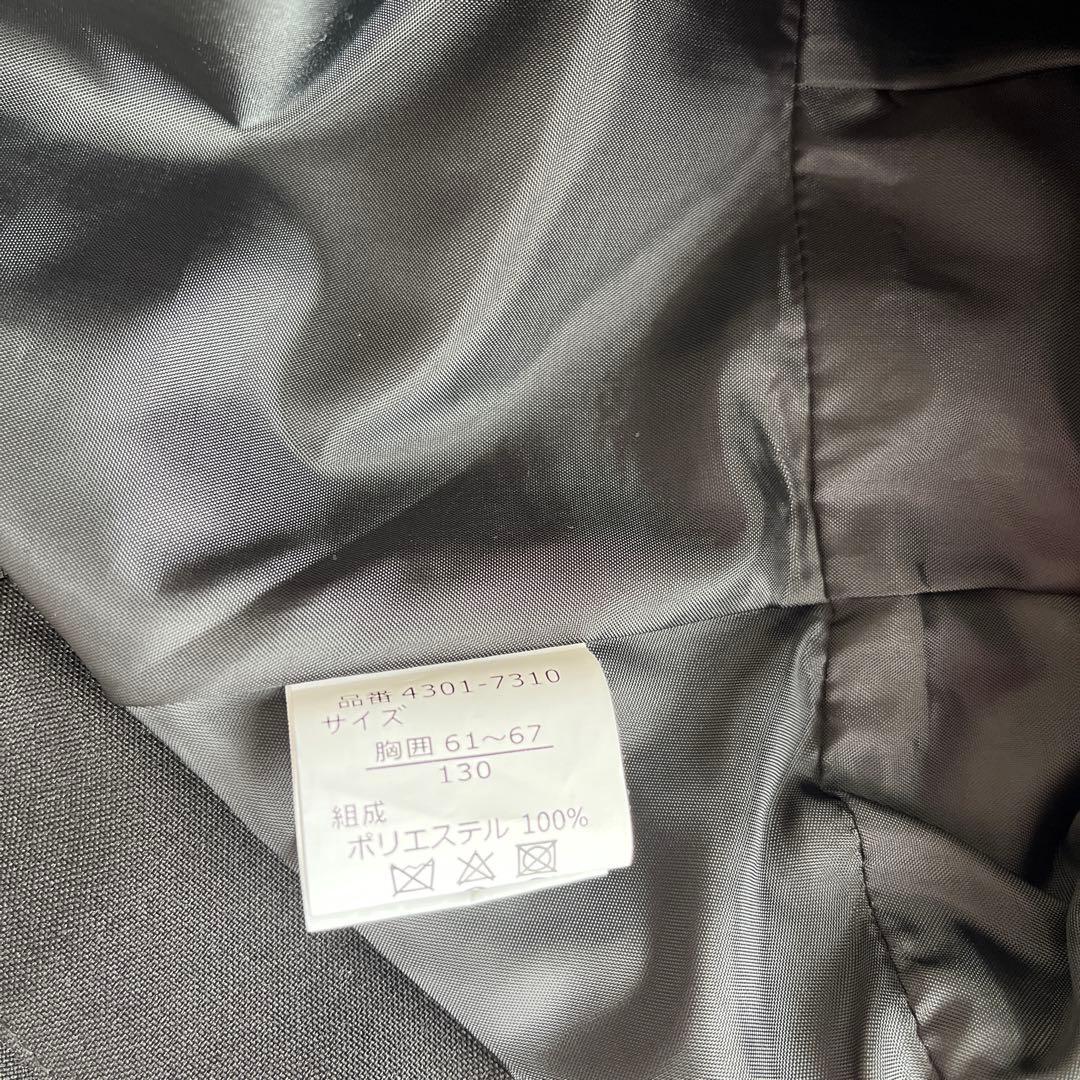 品番 4301-7310
サイズ
胸囲 61～67
130
組成
ポリエステル 100%